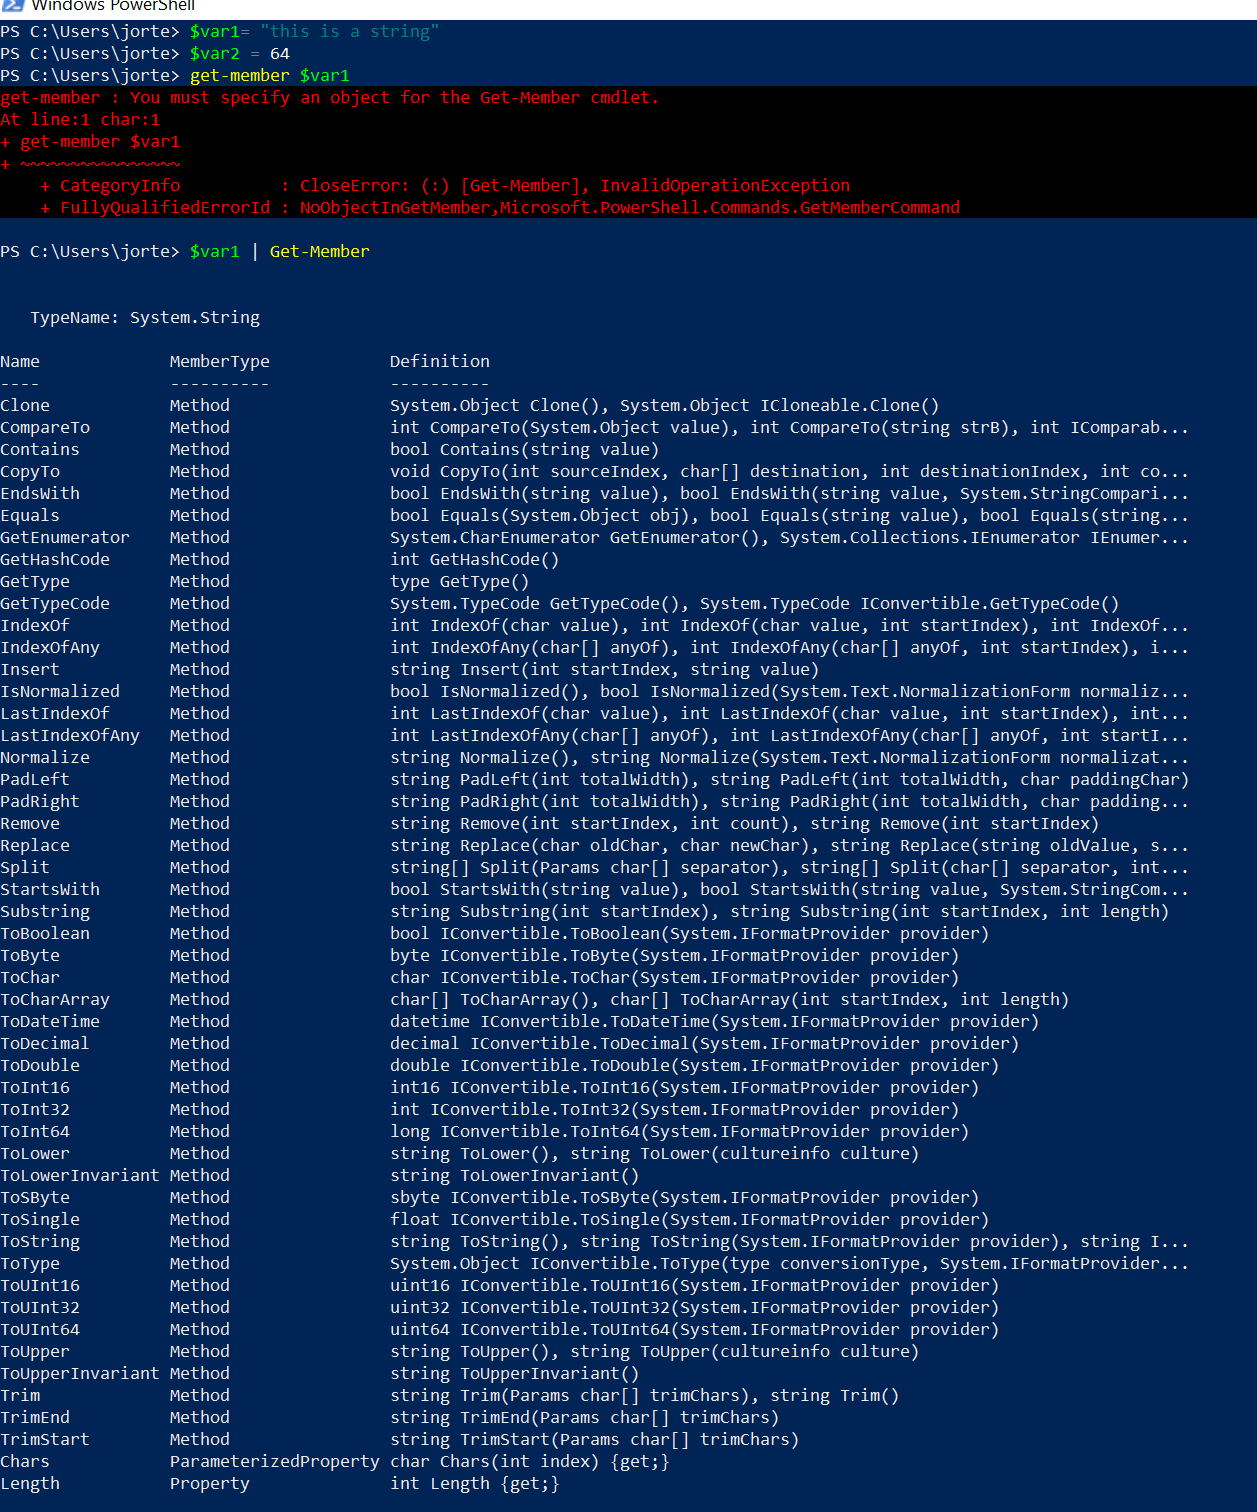 Windows PowerShell
PS C:\Users\jorte> $var1= "this is a string"
PS C:\Users\jorte> $var2 = 64
PS C:\Users\jorte> get-member $var1
get-member : You must specify an object for the Get-Member cmdlet.
At line:1 char:1
+ get-member $var1
+ ~~~~~~~~~~~~~~~~
    + CategoryInfo          : CloseError: (:) [Get-Member], InvalidOperationException
    + FullyQualifiedErrorId : NoObjectInGetMember,Microsoft.PowerShell.Commands.GetMemberCommand
PS C:\Users\jorte> $var1 | Get-Member
   TypeName: System.String
Name             MemberType            Definition
----             ----------            ----------
Clone            Method                System.Object Clone(), System.Object ICloneable.Clone()
CompareTo        Method                int CompareTo(System.Object value), int CompareTo(string strB), int IComparab...
Contains         Method                bool Contains(string value)
CopyTo           Method                void CopyTo(int sourceIndex, char[] destination, int destinationIndex, int co...
EndsWith         Method                bool EndsWith(string value), bool EndsWith(string value, System.StringCompari...
Equals           Method                bool Equals(System.Object obj), bool Equals(string value), bool Equals(string...
GetEnumerator    Method                System.CharEnumerator GetEnumerator(), System.Collections.IEnumerator IEnumer...
GetHashCode      Method                int GetHashCode()
GetType          Method                type GetType()
GetTypeCode      Method                System.TypeCode GetTypeCode(), System.TypeCode IConvertible.GetTypeCode()
IndexOf          Method                int IndexOf(char value), int IndexOf(char value, int startIndex), int IndexOf...
IndexOfAny       Method                int IndexOfAny(char[] anyOf), int IndexOfAny(char[] anyOf, int startIndex), i...
Insert           Method                string Insert(int startIndex, string value)
IsNormalized     Method                bool IsNormalized(), bool IsNormalized(System.Text.NormalizationForm normaliz...
LastIndexOf      Method                int LastIndexOf(char value), int LastIndexOf(char value, int startIndex), int...
LastIndexOfAny   Method                int LastIndexOfAny(char[] anyOf), int LastIndexOfAny(char[] anyOf, int startI...
Normalize        Method                string Normalize(), string Normalize(System.Text.NormalizationForm normalizat...
PadLeft          Method                string PadLeft(int totalWidth), string PadLeft(int totalWidth, char paddingChar)
PadRight         Method                string PadRight(int totalWidth), string PadRight(int totalWidth, char padding...
Remove           Method                string Remove(int startIndex, int count), string Remove(int startIndex)
Replace          Method                string Replace(char oldChar, char newChar), string Replace(string oldValue, s...
Split            Method                string[] Split(Params char[] separator), string[] Split(char[] separator, int...
StartsWith       Method                bool StartsWith(string value), bool StartsWith(string value, System.StringCom...
Substring        Method                string Substring(int startIndex), string Substring(int startIndex, int length)
ToBoolean        Method                bool IConvertible.ToBoolean(System.IFormatProvider provider)
ToByte           Method                byte IConvertible.ToByte(System.IFormatProvider provider)
ToChar           Method                char IConvertible.ToChar(System.IFormatProvider provider)
ToCharArray      Method                char[] ToCharArray(), char[] ToCharArray(int startIndex, int length)
ToDateTime       Method                datetime IConvertible.ToDateTime(System.IFormatProvider provider)
ToDecimal        Method                decimal IConvertible.ToDecimal(System.IFormatProvider provider)
ToDouble         Method                double IConvertible.ToDouble(System.IFormatProvider provider)
ToInt16          Method                int16 IConvertible.ToInt16(System.IFormatProvider provider)
ToInt32          Method                int IConvertible.ToInt32(System.IFormatProvider provider)
ToInt64          Method                long IConvertible.ToInt64(System.IFormatProvider provider)
ToLower          Method                string ToLower(), string ToLower(cultureinfo culture)
ToLowerInvariant Method                string ToLowerInvariant()
ToSByte          Method                sbyte IConvertible.ToSByte(System.IFormatProvider provider)
ToSingle         Method                float IConvertible.ToSingle(System.IFormatProvider provider)
ToString         Method                string ToString(), string ToString(System.IFormatProvider provider), string I...
ToType           Method                System.Object IConvertible.ToType(type conversionType, System.IFormatProvider...
ToUInt16         Method                uint16 IConvertible.ToUInt16(System.IFormatProvider provider)
ToUInt32         Method                uint32 IConvertible.ToUInt32(System.IFormatProvider provider)
ToUInt64         Method                uint64 IConvertible.ToUInt64(System.IFormatProvider provider)
ToUpper          Method                string ToUpper(), string ToUpper(cultureinfo culture)
ToUpperInvariant Method                string ToUpperInvariant()
Trim             Method                string Trim(Params char[] trimChars), string Trim()
TrimEnd          Method                string TrimEnd(Params char[] trimChars)
TrimStart        Method                string TrimStart(Params char[] trimChars)
Chars            ParameterizedProperty char Chars(int index) {get;}
Length           Property              int Length {get;}